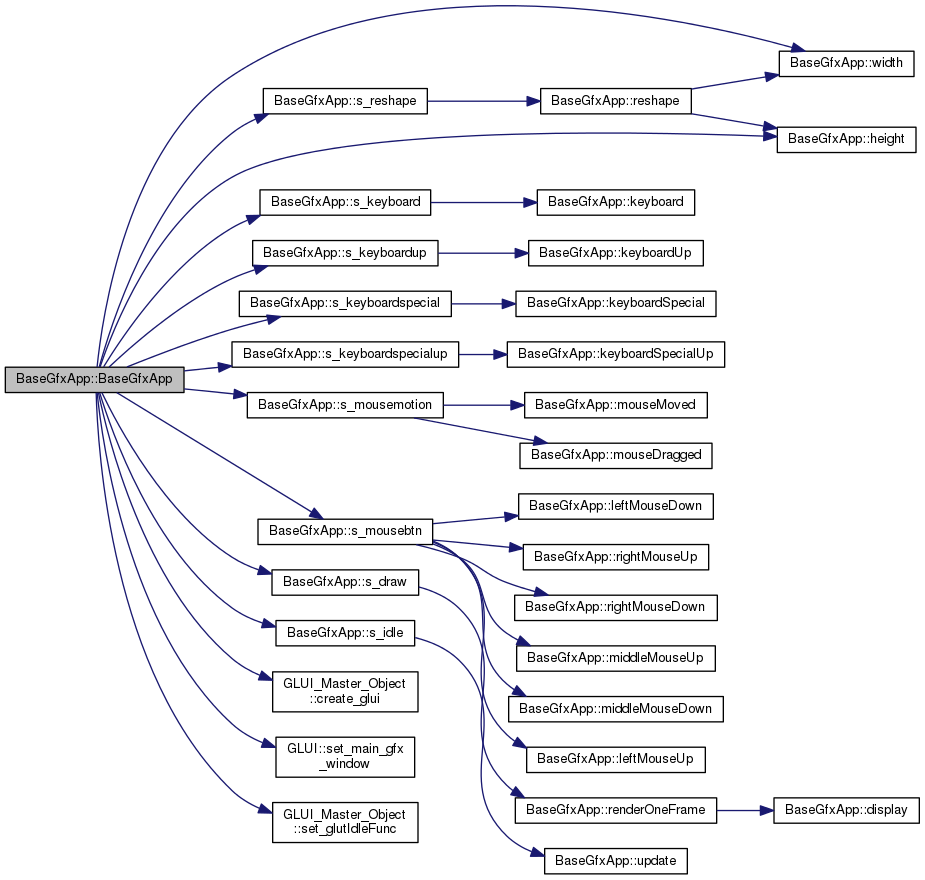 BaseGfxApp::width
BaseGfxApp::s_reshape
BaseGfxApp::reshape
BaseGfxApp::height
BaseGfxApp::s_keyboard
BaseGfxApp::keyboard
BaseGfxApp::s_keyboardup
BaseGfxApp::keyboardUp
BaseGfxApp::s_keyboardspecial
BaseGfxApp::keyboardSpecial
BaseGfxApp::s_keyboardspecialup
BaseGfxApp::keyboardSpecialUp
BaseGfxApp::BaseGfxApp
BaseGfxApp::s_mousemotion
BaseGfxApp::mouseMoved
BaseGfxApp::mouseDragged
BaseGfxApp::leftMouseDown
BaseGfxApp::s_mousebtn
BaseGfxApp::rightMouseUp
BaseGfxApp::s_draw
BaseGfxApp::rightMouseDown
BaseGfxApp::s_idle
BaseGfxApp::middleMouseUp
GLUI_Master_Object
::create_glui
BaseGfxApp::middleMouseDown
GLUI::set_main_gfx
_window
BaseGfxApp::leftMouseUp
GLUI_Master_Object
::set_glutIdleFunc
BaseGfxApp::renderOneFrame
BaseGfxApp::display
BaseGfxApp::update